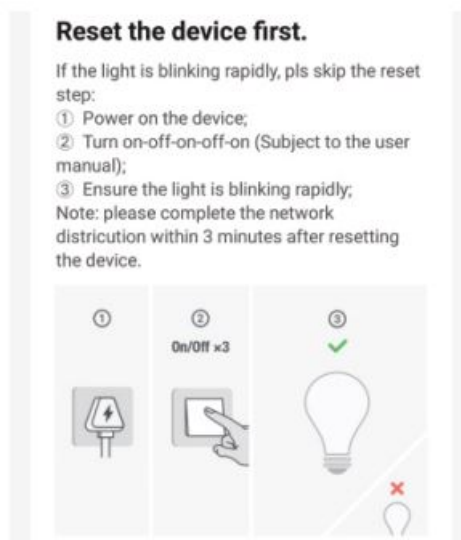 Reset the device first.
If the light is blinking rapidly, pls skip the reset
step:
① Power on the device;
② Turn on-off-on-off-on (Subject to the user
manual);
③ Ensure the light is blinking rapidly;
Note: please complete the network
districution within 3 minutes after resetting
the device.
① ② ③
On/Off ×3